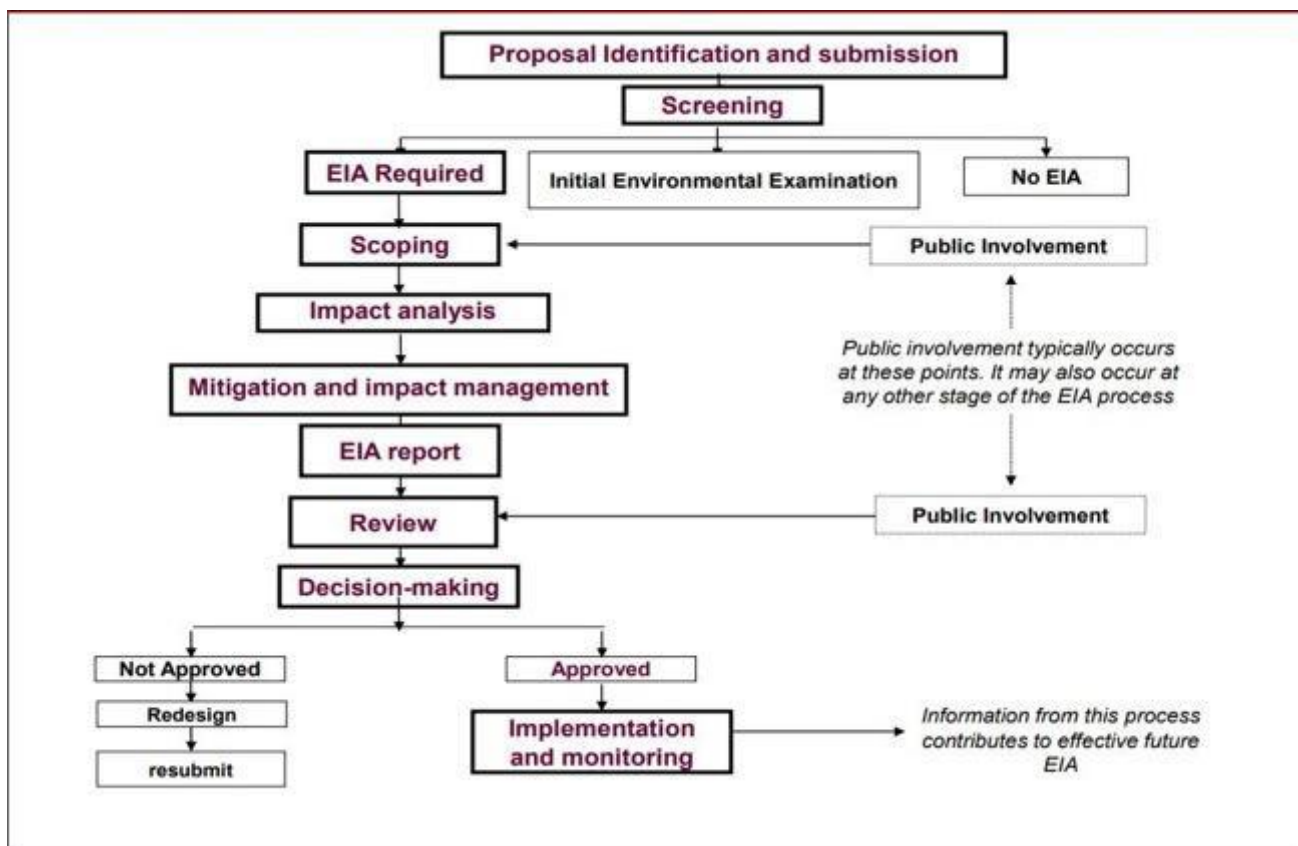 Proposal Identification and submission
Screening
EIA Required
Initial Environmental Examination
No EIA
Scoping
Public Involvement
Impact analysis
Public involvement typically occurs
at these points. It may also occur at
any other stage of the EIA process
Mitigation and impact management
EIA report
Review
Public Involvement
Decision-making
Not Approved
Approved
Redesign
resubmit
Implementation
and monitoring
Information from this process
contributes to effective future
EIA